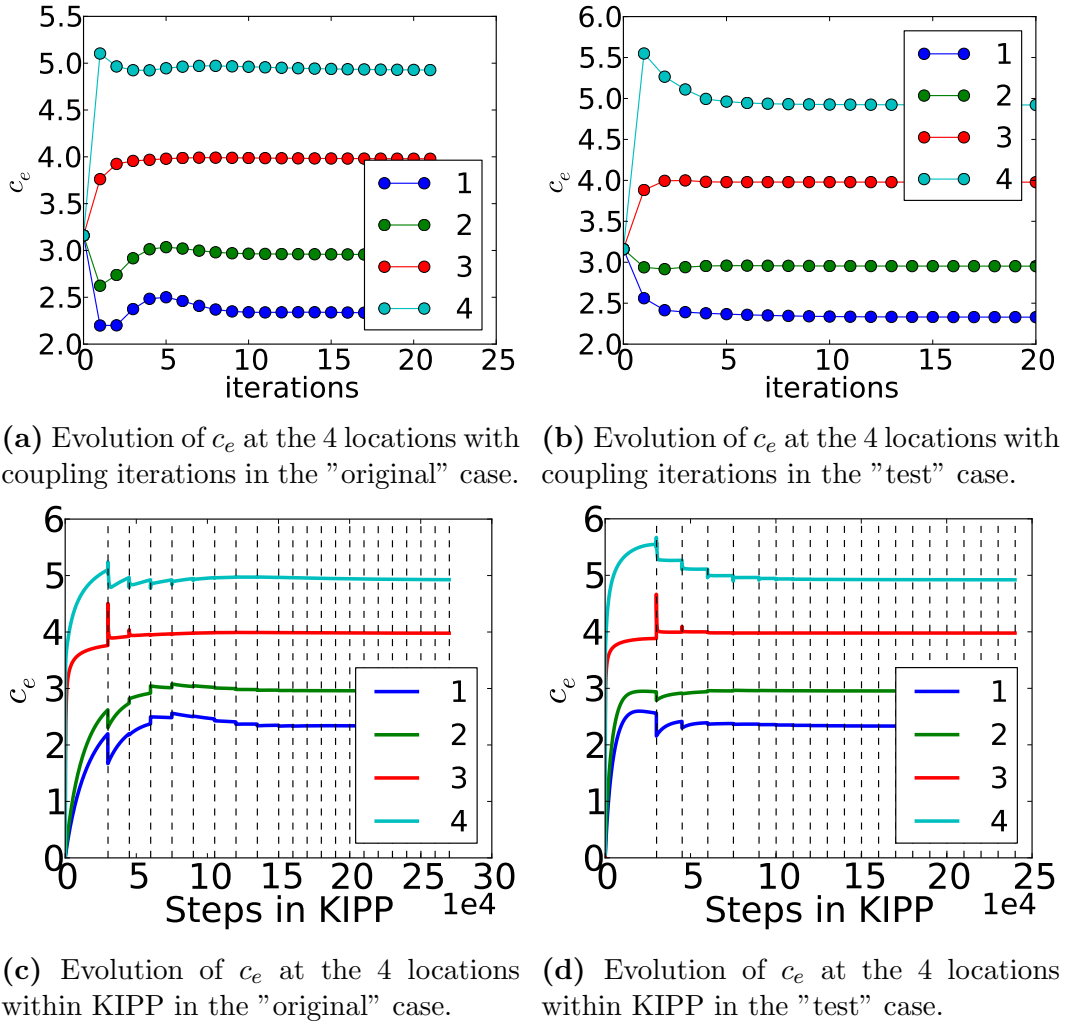 5.5
5.0
4.5
4.0
3.5
3.0
2.5
2.0
c_e
0 5 10 15 20 25
iterations
1
2
3
4
6.0
5.5
5.0
4.5
4.0
3.5
3.0
2.5
2.0
c_e
0 5 10 15 20
iterations
1
2
3
4
(a) Evolution of c_e at the 4 locations with
coupling iterations in the ”original” case.
(b) Evolution of c_e at the 4 locations with
coupling iterations in the ”test” case.
6
5
4
3
2
1
0
c_e
0 5 10 15 20 25 30
Steps in KIPP 1e4
1
2
3
4
6
5
4
3
2
1
0
c_e
0 5 10 15 20 25
Steps in KIPP 1e4
1
2
3
4
(c) Evolution of c_e at the 4 locations
within KIPP in the ”original” case.
(d) Evolution of c_e at the 4 locations
within KIPP in the ”test” case.